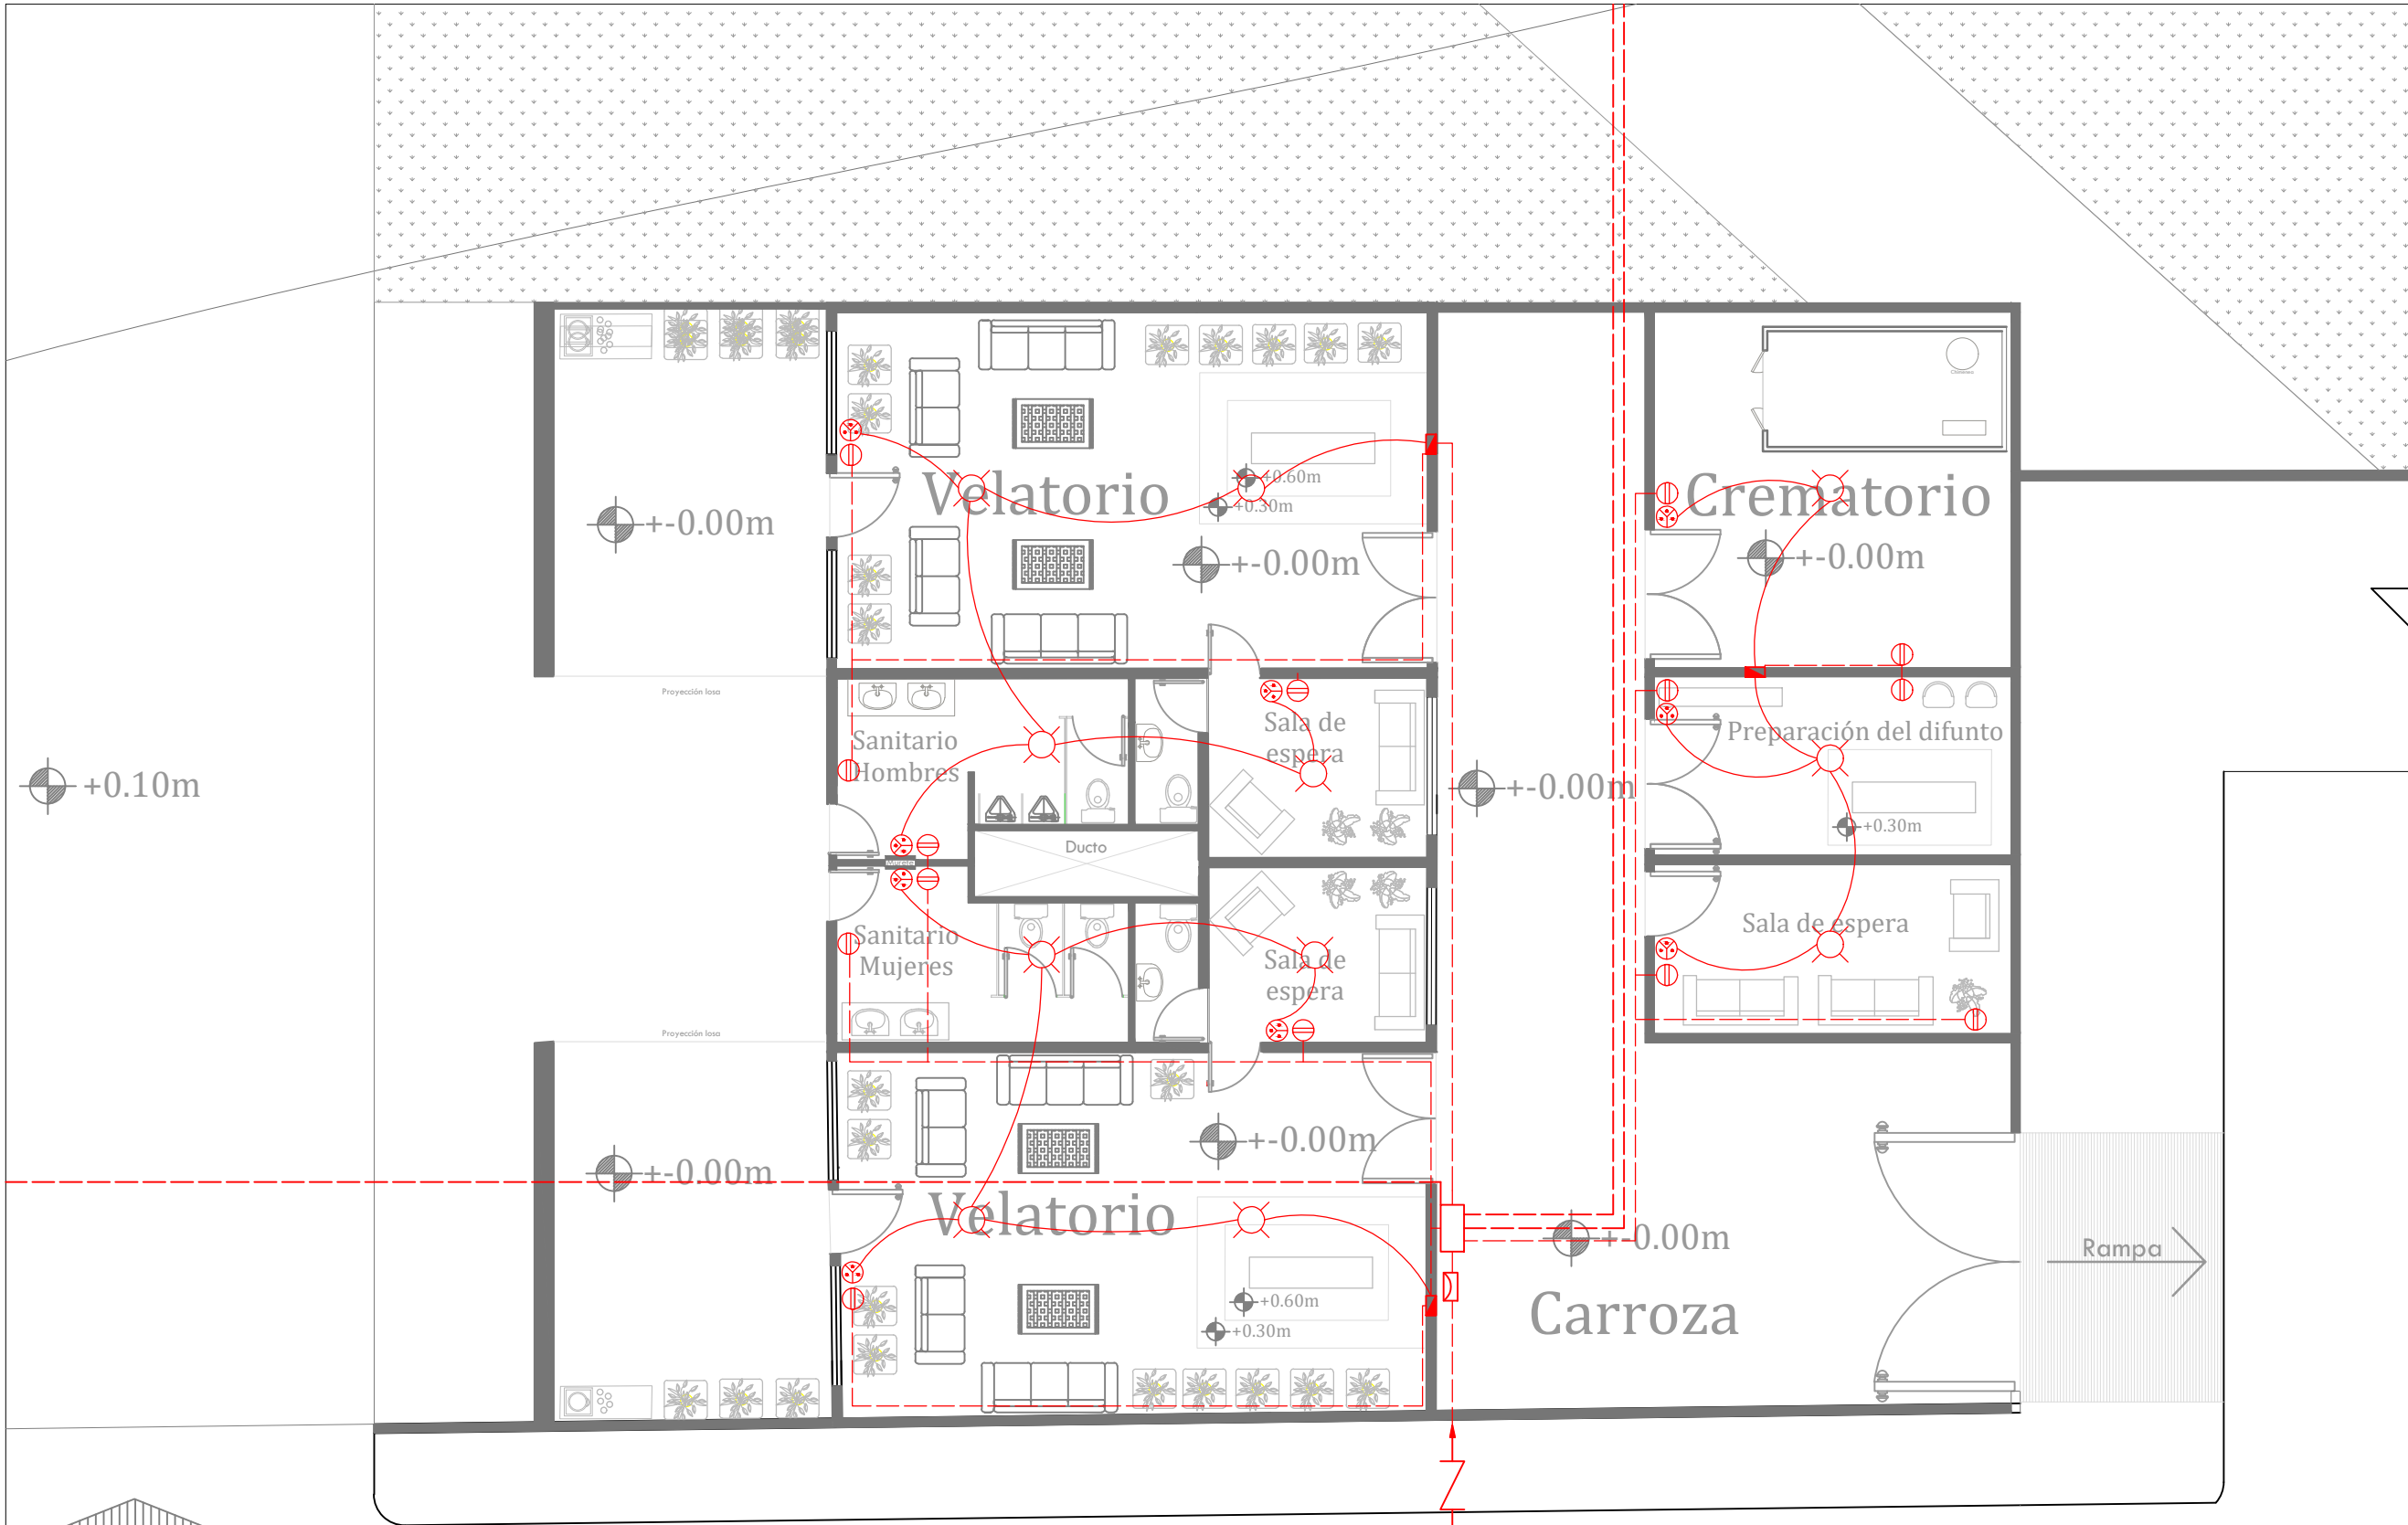 +0.60m
+0.30m
Velatorio
Crematorio
+-0.00m
+-0.00m
+-0.00m
Proyección losa
Sanitario
Hombres
Sala de
espera
Preparación del difunto
+0.10m
+-0.00m
+0.30m
Ducto
Sanitario
Mujeres
Sala de
espera
Sala de espera
Proyección losa
+-0.00m
+-0.00m
Velatorio
+-0.00m
Rampa
+0.60m
+0.30m
Carroza